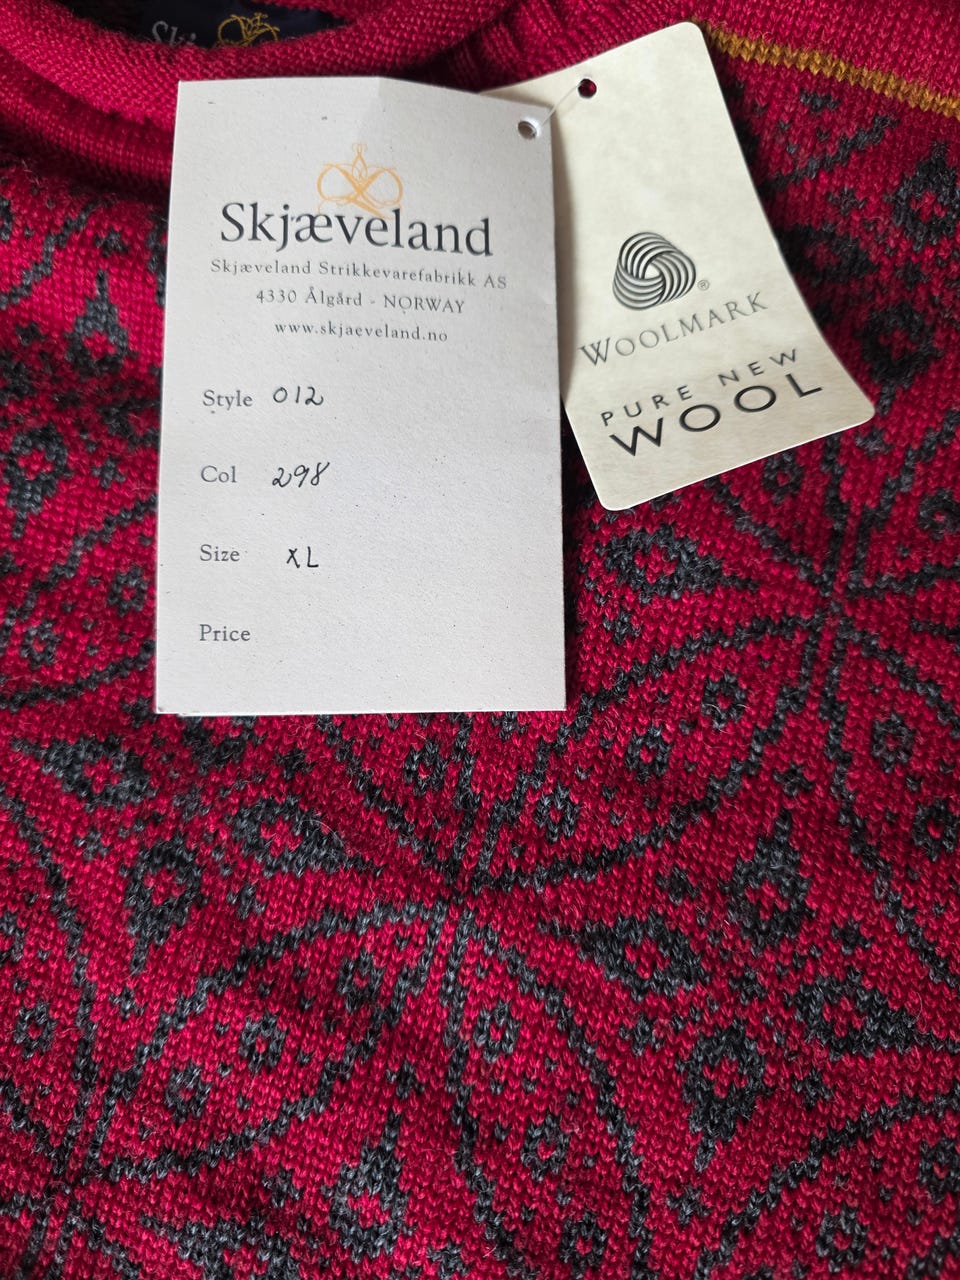 Skjæveland
Skjæveland Strikkevarefabrikk AS
4330 Ålgård - NORWAY
www.skjaeveland.no
Style 012
Col 298
Size XL
Price
®
WOOLMARK
PURE NEW
WOOL